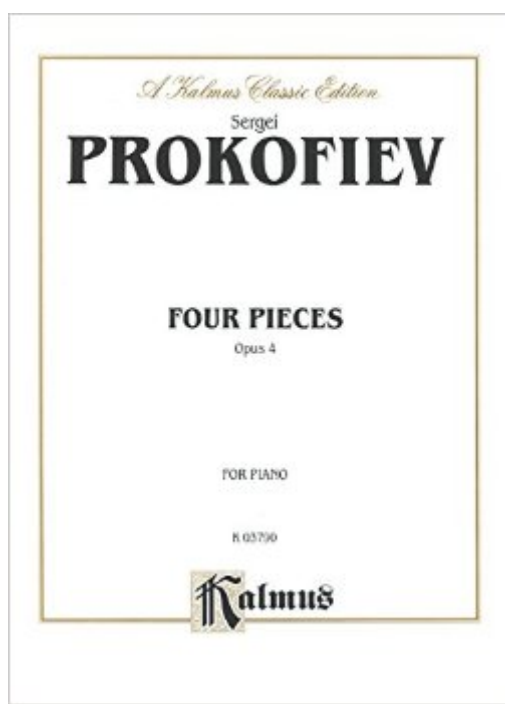 A Kalmus Classic Edition
Sergei
PROKOFIEV
FOUR PIECES
Opus 4
FOR PIANO
K 03790
Kalmus